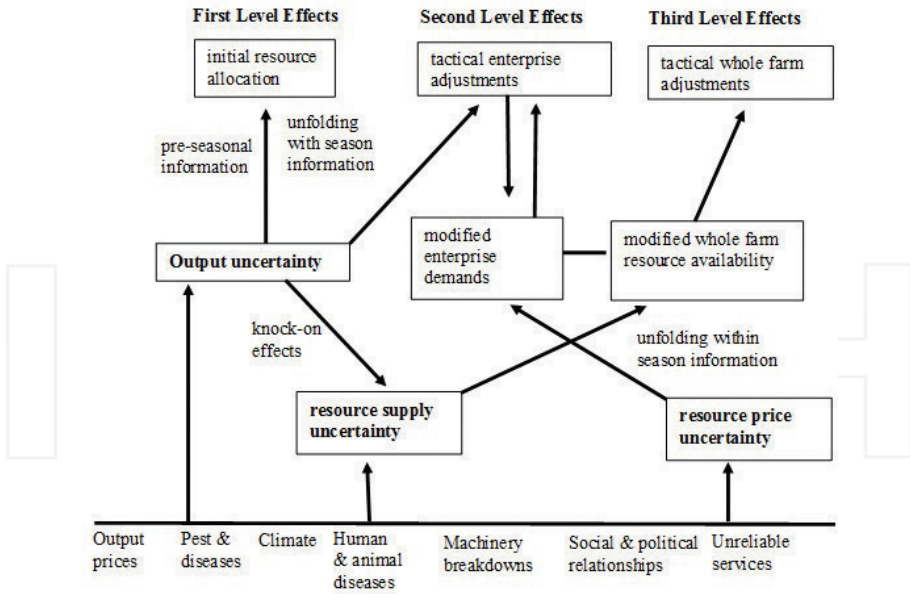 First Level Effects
Second Level Effects
Third Level Effects
initial resource
allocation
tactical enterprise
adjustments
tactical whole farm
adjustments
pre-seasonal
information
unfolding
with season
information
Output uncertainty
modified
enterprise
demands
modified whole farm
resource availability
knock-on
effects
unfolding within
season information
resource supply
uncertainty
resource price
uncertainty
Output
prices
Pest &
diseases
Climate
Human
& animal
diseases
Machinery
breakdowns
Social & political
relationships
Unreliable
services